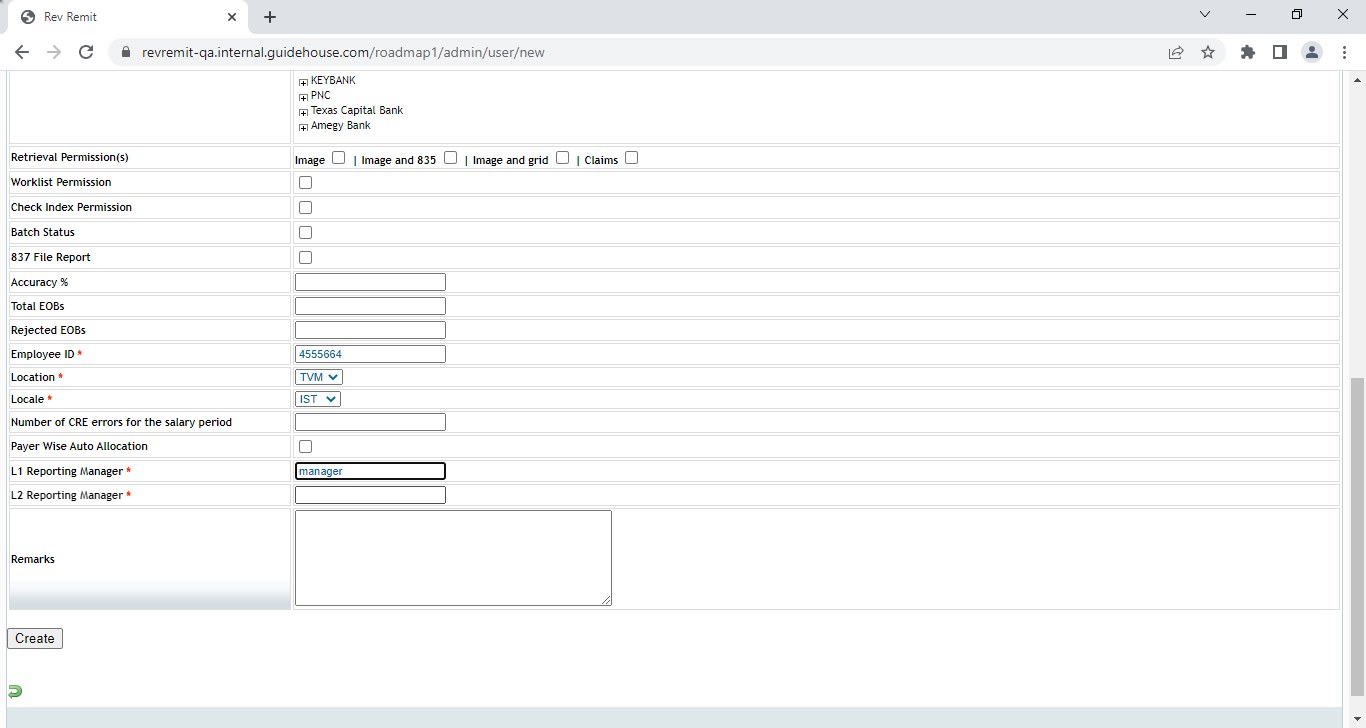 Rev Remit
revremit-qa.internal.guidehouse.com/roadmap1/admin/user/new
KEYBANK
PNC
Texas Capital Bank
Amegy Bank
Retrieval Permission(s) Image | Image and 835 | Image and grid | Claims
Worklist Permission
Check Index Permission
Batch Status
837 File Report
Accuracy %
Total EOBs
Rejected EOBs
Employee ID * 4555664
Location * TVM
Locale * IST
Number of CRE errors for the salary period
Payer Wise Auto Allocation
L1 Reporting Manager * manager
L2 Reporting Manager *
Remarks
Create